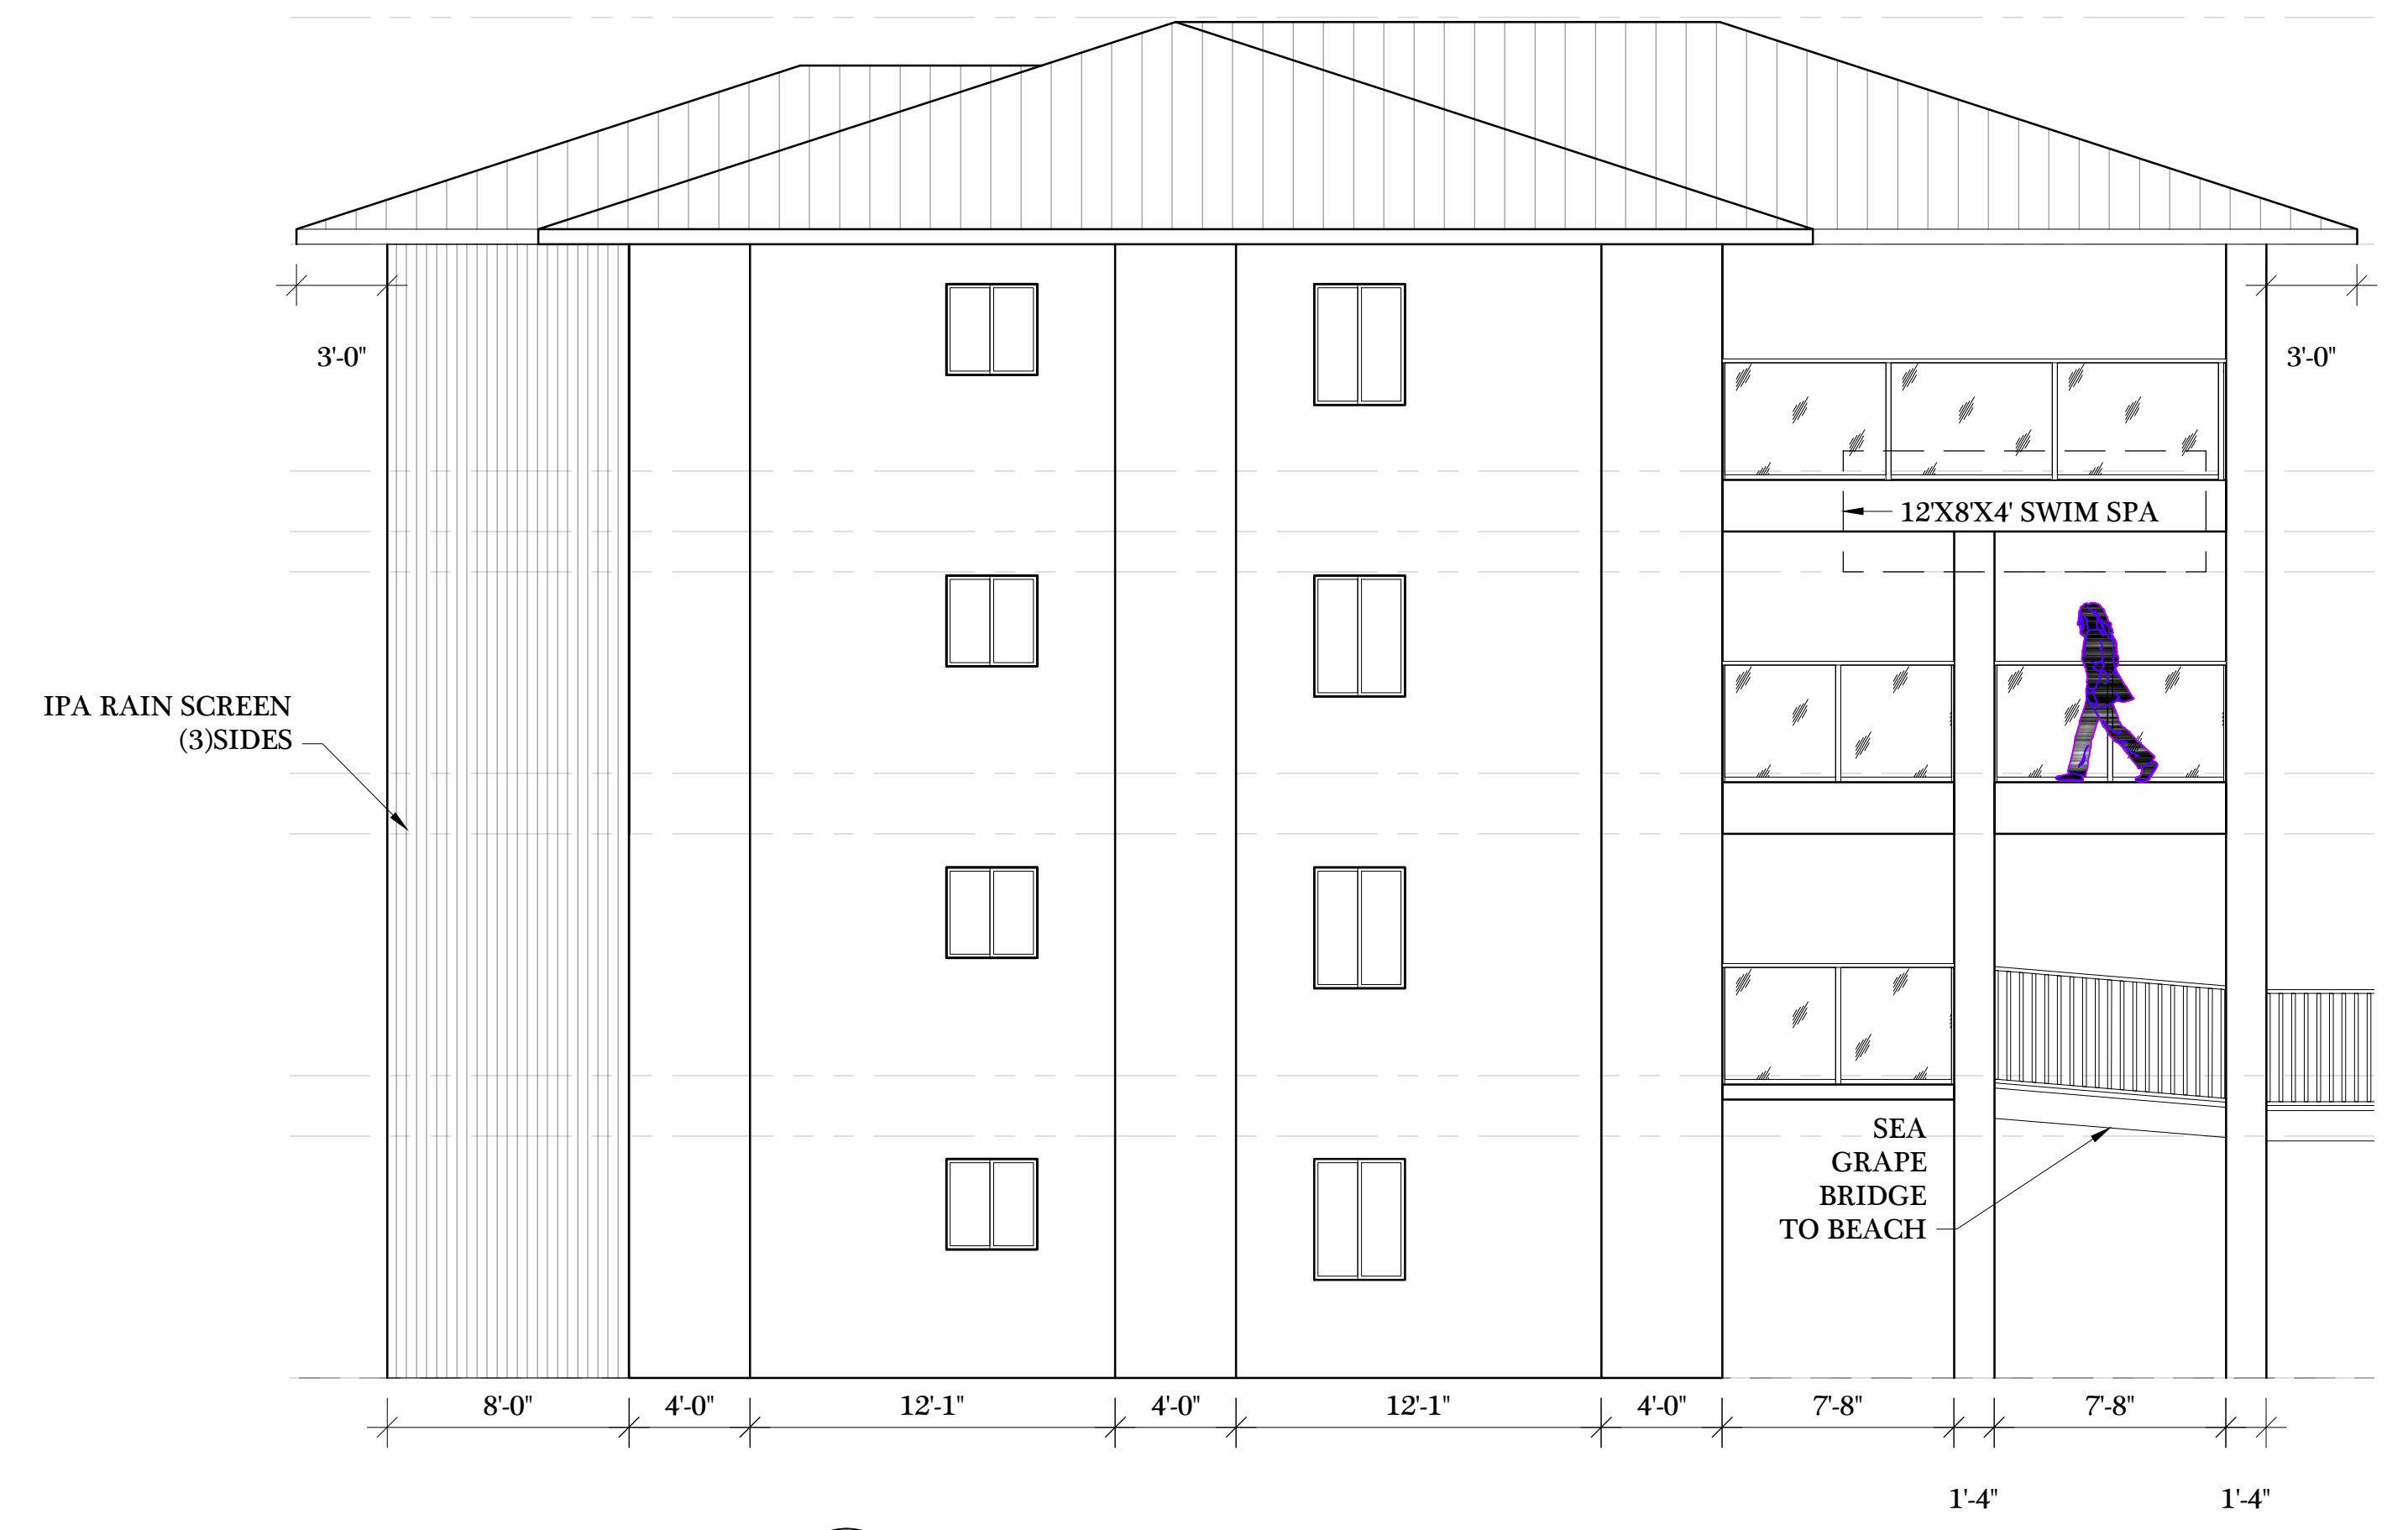 3'-0"
3'-0"
12'X8'X4' SWIM SPA
IPA RAIN SCREEN
(3)SIDES
SEA
GRAPE
BRIDGE
TO BEACH
8'-0"
4'-0"
12'-1"
4'-0"
12'-1"
4'-0"
7'-8"
7'-8"
1'-4"
1'-4"